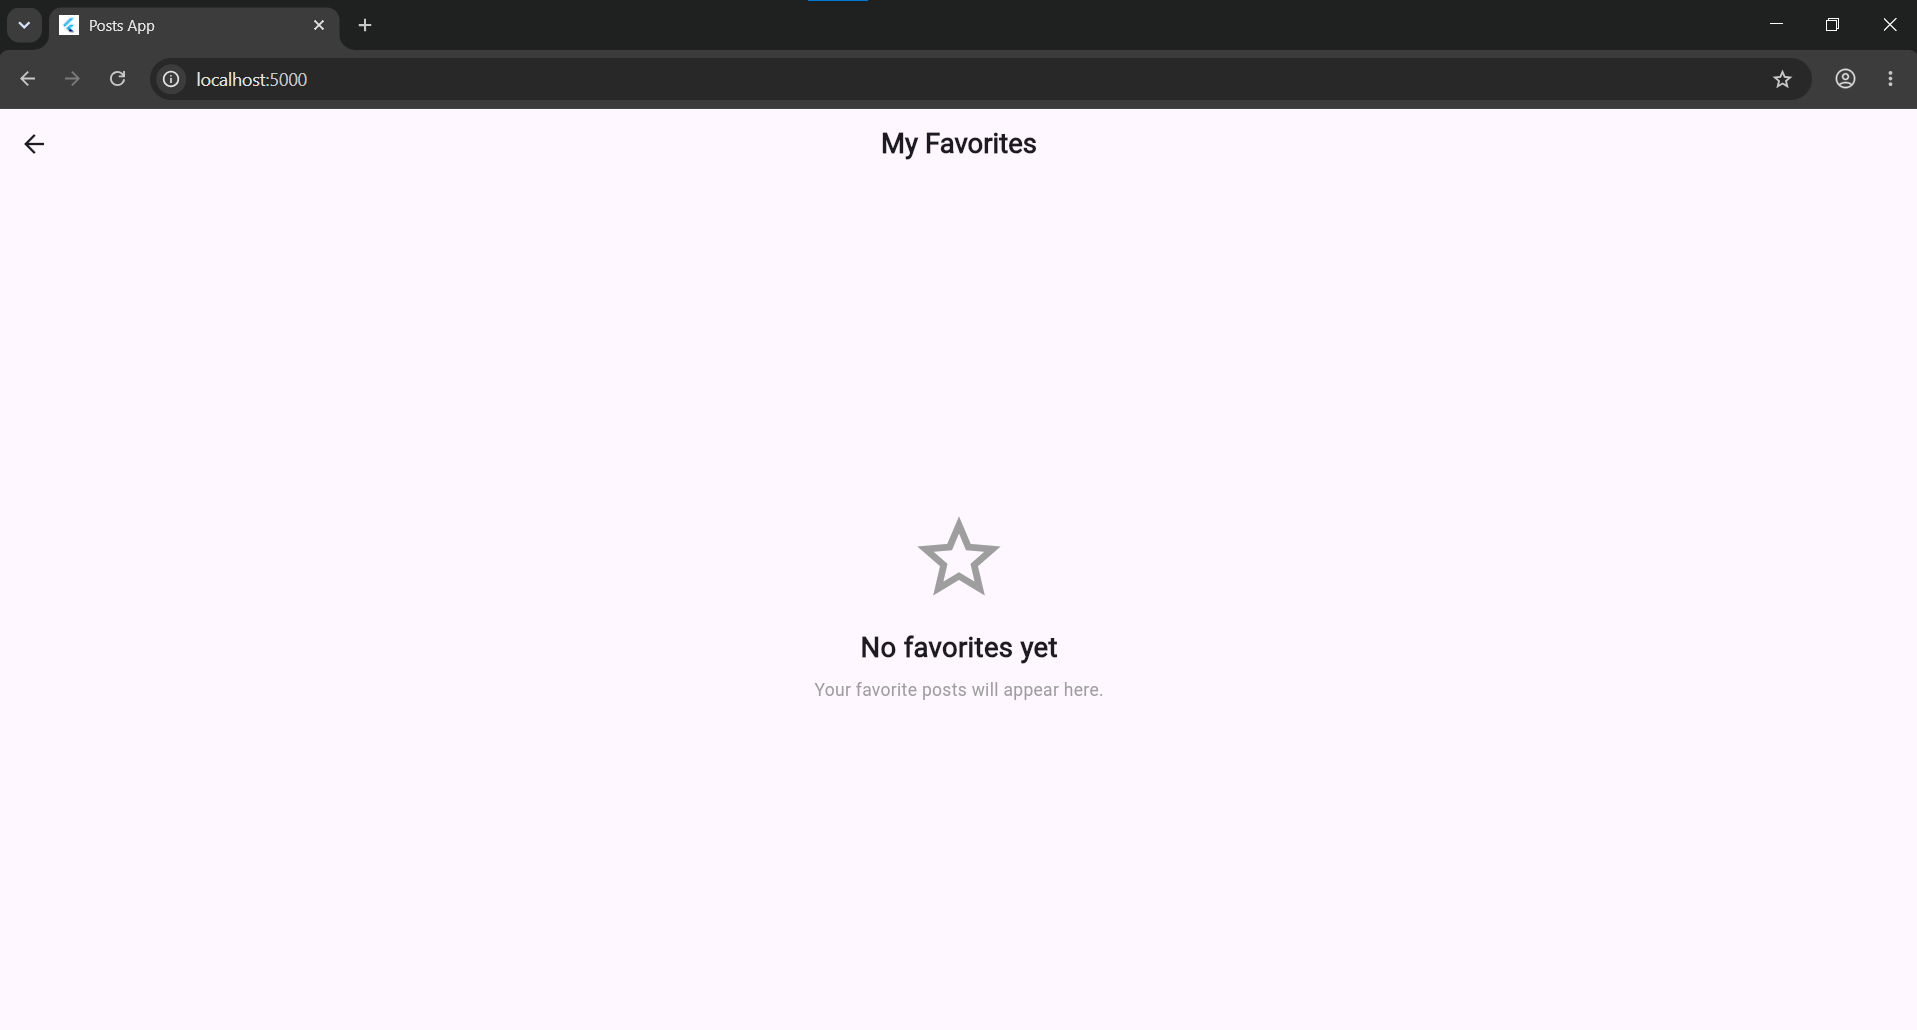 Posts App
localhost:5000
My Favorites
No favorites yet
Your favorite posts will appear here.